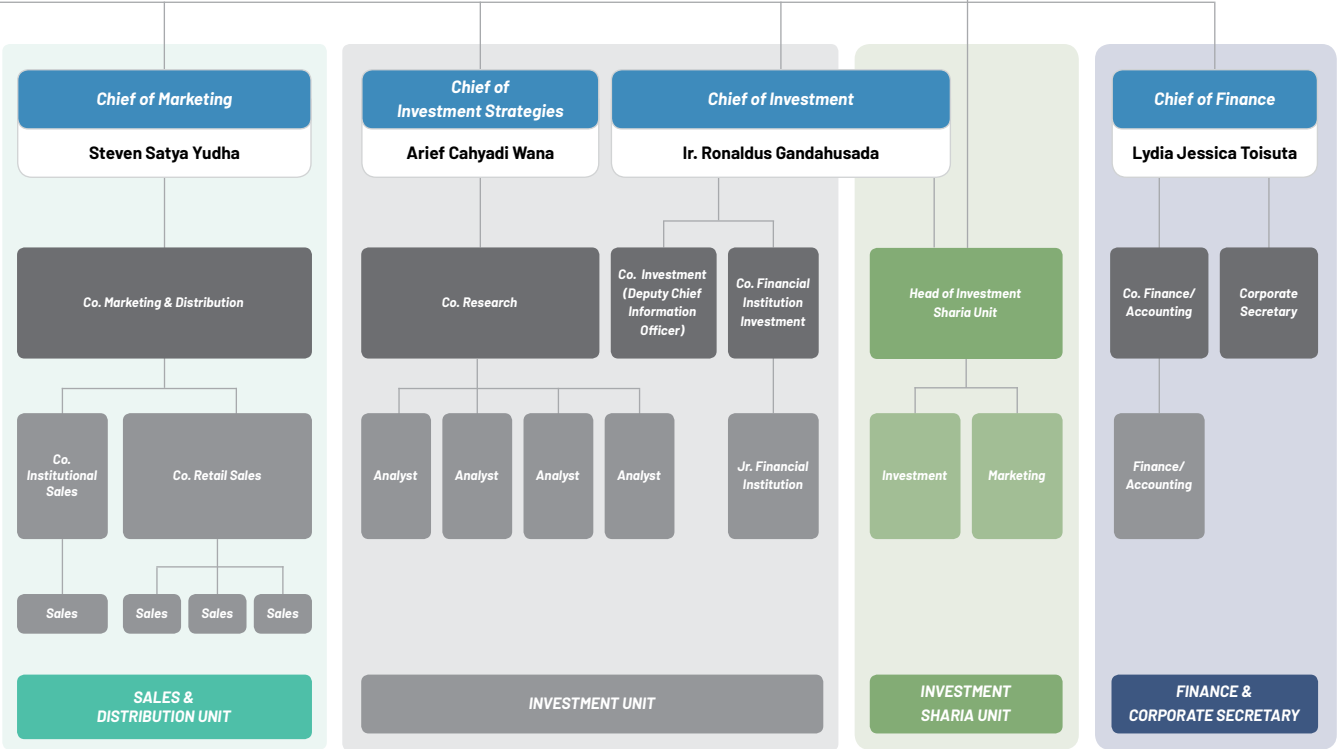 Chief of Marketing
Steven Satya Yudha
Chief of
Investment Strategies
Arief Cahyadi Wana
Chief of Investment
Ir. Ronaldus Gandahusada
Chief of Finance
Lydia Jessica Toisuta
Co. Marketing & Distribution
Co. Research
Co. Investment
(Deputy Chief
Information
Officer)
Co. Financial
Institution
Investment
Head of Investment
Sharia Unit
Co. Finance/
Accounting
Corporate
Secretary
Co.
Institutional
Sales
Co. Retail Sales
Analyst
Analyst
Analyst
Analyst
Jr. Financial
Institution
Investment
Marketing
Finance/
Accounting
Sales
Sales
Sales
Sales
SALES &
DISTRIBUTION UNIT
INVESTMENT UNIT
INVESTMENT
SHARIA UNIT
FINANCE &
CORPORATE SECRETARY